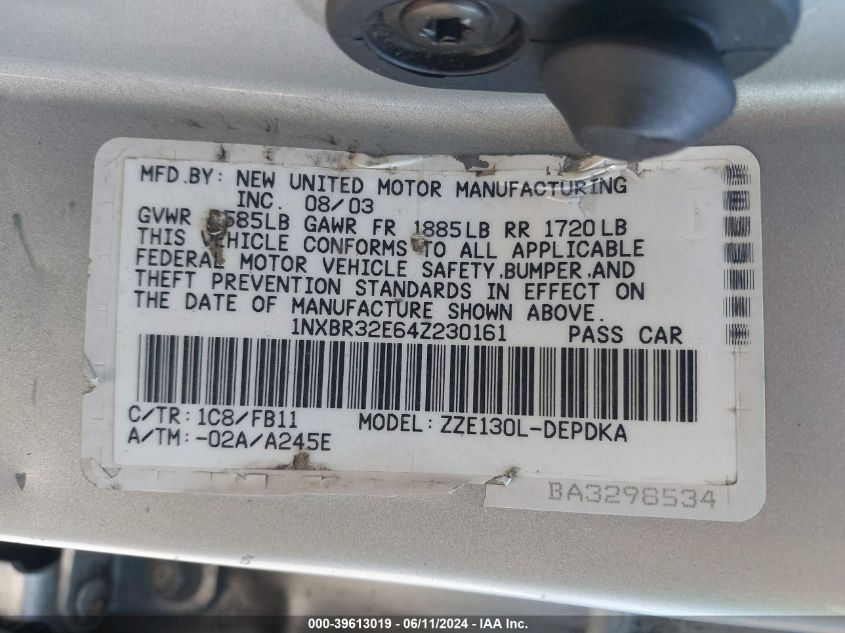 MFD.BY: NEW UNITED MOTOR MANUFACTURING
INC. 08/03
GVWR 585LB GAWR FR 1885LB RR 1720LB
THIS VEHICLE CONFORMS TO ALL APPLICABLE
FEDERAL MOTOR VEHICLE SAFETY,BUMPER,AND
THEFT PREVENTION STANDARDS IN EFFECT ON
THE DATE OF MANUFACTURE SHOWN ABOVE.
1NXBR32E64Z230161 PASS CAR
C/TR: 1C8/FB11 MODEL: ZZE130L-DEPDKA
A/TM: -02A/A245E
BA3298534
000-39613019 - 06/11/2024 - IAA Inc.